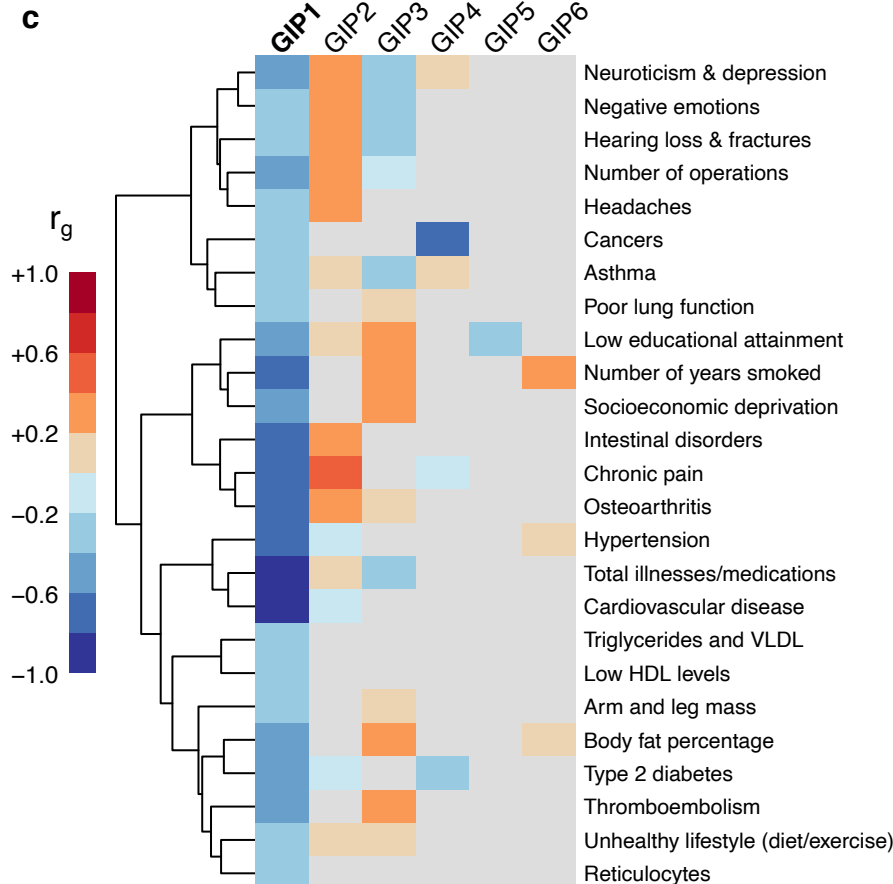 c
GIP1 GIP2 GIP3 GIP4 GIP5 GIP6
Neuroticism & depression
Negative emotions
Hearing loss & fractures
Number of operations
Headaches
Cancers
Asthma
Poor lung function
Low educational attainment
Number of years smoked
Socioeconomic deprivation
Intestinal disorders
Chronic pain
Osteoarthritis
Hypertension
Total illnesses/medications
Cardiovascular disease
Triglycerides and VLDL
Low HDL levels
Arm and leg mass
Body fat percentage
Type 2 diabetes
Thromboembolism
Unhealthy lifestyle (diet/exercise)
Reticulocytes
rg
+1.0
+0.6
+0.2
−0.2
−0.6
−1.0